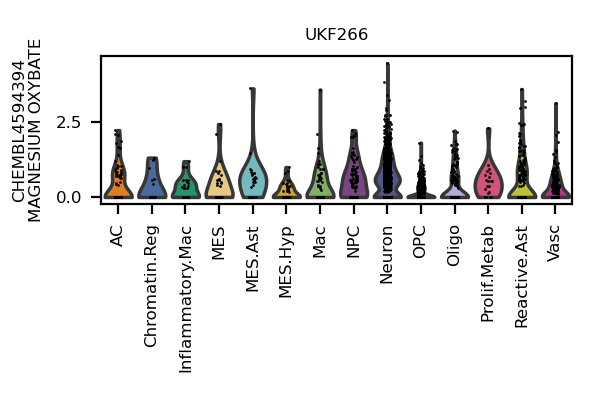 UKF266
CHEMBL4594394
MAGNESIUM OXYBATE
2.5
0.0
AC
Chromatin.Reg
Inflammatory.Mac
MES
MES.Ast
MES.Hyp
Mac
NPC
Neuron
OPC
Oligo
Prolif.Metab
Reactive.Ast
Vasc